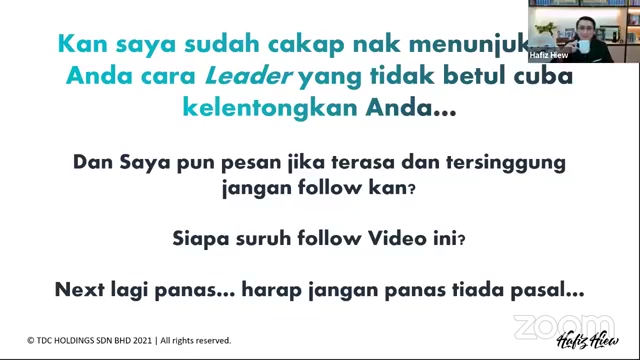 Kan saya sudah cakap nak menunjuk
Anda cara Leader yang tidak betul cuba
kelentongkan Anda...
Dan Saya pun pesan jika terasa dan tersinggung
jangan follow kan?
Siapa suruh follow Video ini?
Next lagi panas... harap jangan panas tiada pasal...
Hafiz Hiew
© TDC HOLDINGS SDN BHD 2021 | All rights reserved.
zoom
Hafiz Hiew